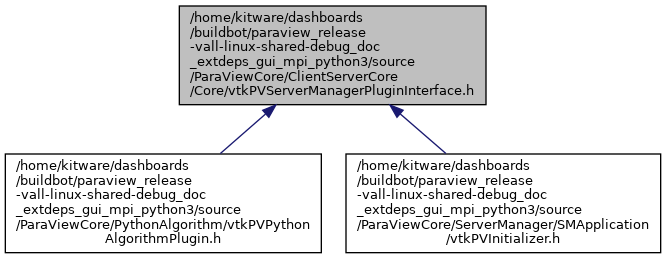 /home/kitware/dashboards
/buildbot/paraview_release
-vall-linux-shared-debug_doc
_extdeps_gui_mpi_python3/source
/ParaViewCore/ClientServerCore
/Core/vtkPVServerManagerPluginInterface.h
/home/kitware/dashboards
/buildbot/paraview_release
-vall-linux-shared-debug_doc
_extdeps_gui_mpi_python3/source
/ParaViewCore/PythonAlgorithm/vtkPVPython
AlgorithmPlugin.h
/home/kitware/dashboards
/buildbot/paraview_release
-vall-linux-shared-debug_doc
_extdeps_gui_mpi_python3/source
/ParaViewCore/ServerManager/SMApplication
/vtkPVInitializer.h